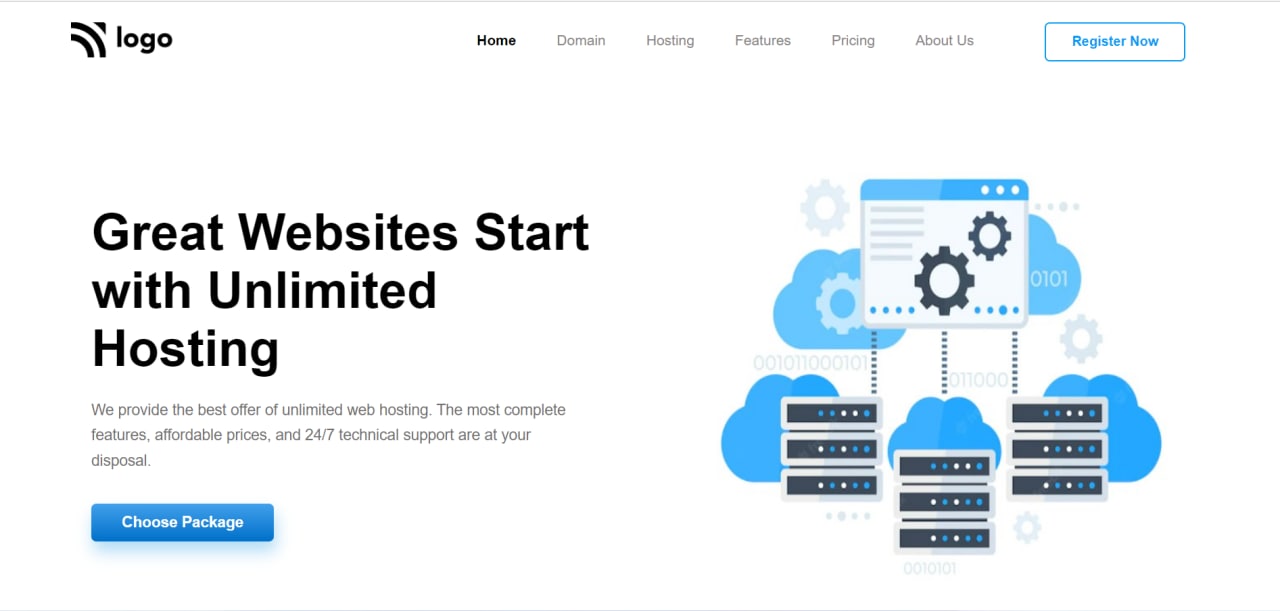 logo
Home Domain Hosting Features Pricing About Us Register Now
Great Websites Start
with Unlimited
Hosting
We provide the best offer of unlimited web hosting. The most complete
features, affordable prices, and 24/7 technical support are at your
disposal.
Choose Package
0101
001011000101
011000
0010101